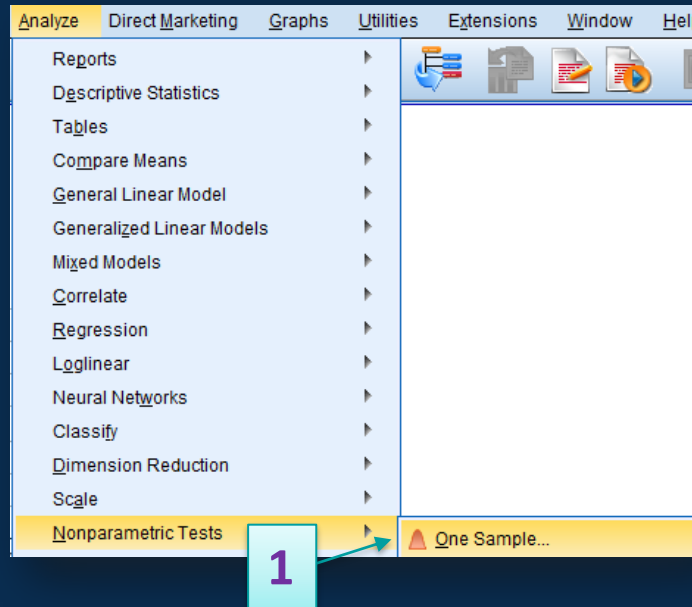 Analyze Direct Marketing Graphs Utilities Extensions Window Hel
Reports
Descriptive Statistics
Tables
Compare Means
General Linear Model
Generalized Linear Models
Mixed Models
Correlate
Regression
Loglinear
Neural Networks
Classify
Dimension Reduction
Scale
Nonparametric Tests
One Sample...
1